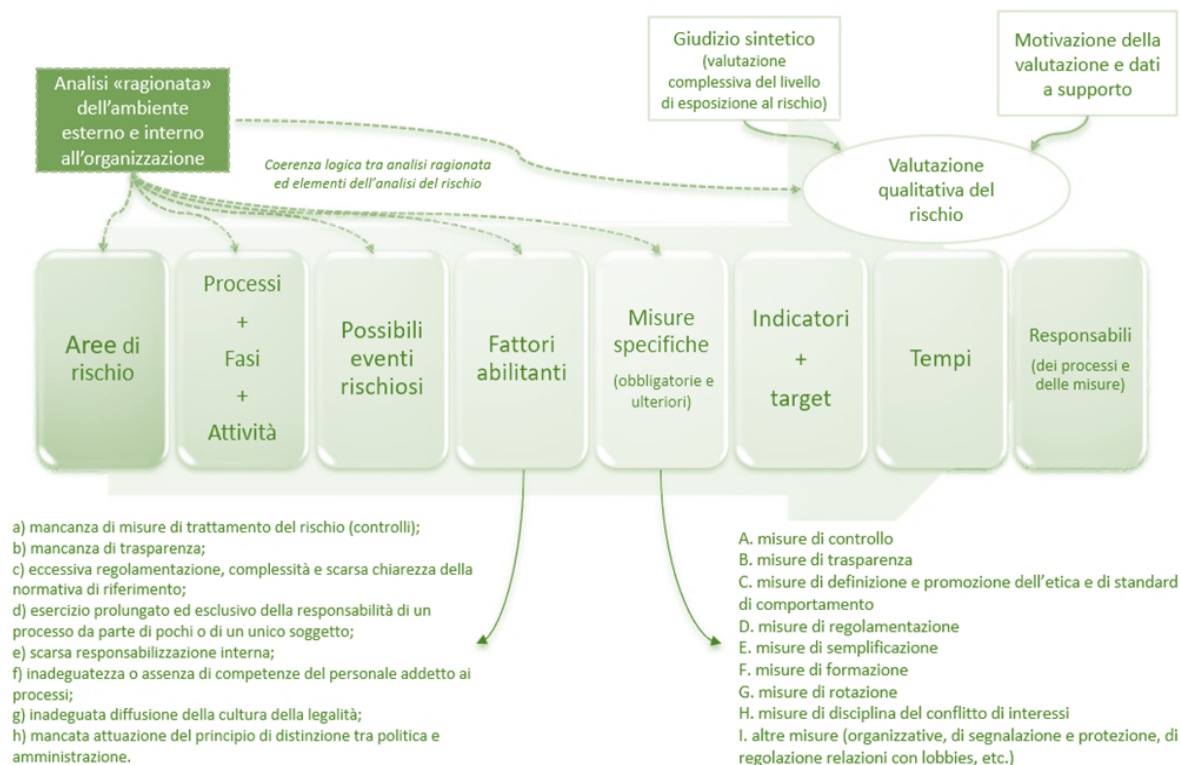 Giudizio sintetico
(valutazione
complessiva del livello
di esposizione al rischio)
Motivazione della
valutazione e dati
a supporto
Analisi «ragionata»
dell'ambiente
esterno e interno
all'organizzazione
Coerenza logica tra analisi ragionata
ed elementi dell'analisi del rischio
Valutazione
qualitativa del
rischio
Aree di
rischio
Processi
+
Fasi
+
Attività
Possibili
eventi
rischiosi
Fattori
abilitanti
Misure
specifiche
(obbligatorie e
ulteriori)
Indicatori
+
target
Tempi
Responsabili
(dei processi e
delle misure)
a) mancanza di misure di trattamento del rischio (controlli);
b) mancanza di trasparenza;
c) eccessiva regolamentazione, complessità e scarsa chiarezza della
normativa di riferimento;
d) esercizio prolungato ed esclusivo della responsabilità di un
processo da parte di pochi o di un unico soggetto;
e) scarsa responsabilizzazione interna;
f) inadeguatezza o assenza di competenze del personale addetto ai
processi;
g) inadeguata diffusione della cultura della legalità;
h) mancata attuazione del principio di distinzione tra politica e
amministrazione.
A. misure di controllo
B. misure di trasparenza
C. misure di definizione e promozione dell'etica e di standard
di comportamento
D. misure di regolamentazione
E. misure di semplificazione
F. misure di formazione
G. misure di rotazione
H. misure di disciplina del conflitto di interessi
I. altre misure (organizzative, di segnalazione e protezione, di
regolazione relazioni con lobbies, etc.)